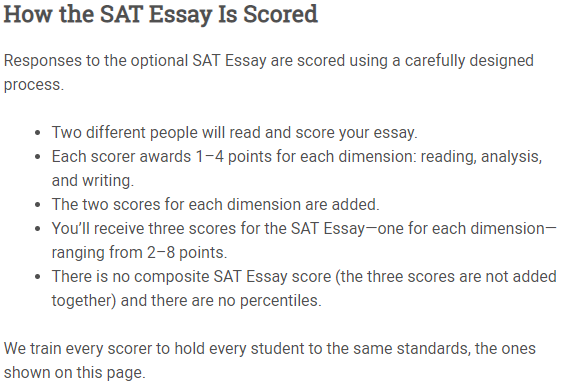 How the SAT Essay Is Scored
Responses to the optional SAT Essay are scored using a carefully designed
process.
• Two different people will read and score your essay.
• Each scorer awards 1–4 points for each dimension: reading, analysis,
and writing.
• The two scores for each dimension are added.
• You’ll receive three scores for the SAT Essay—one for each dimension—
ranging from 2–8 points.
• There is no composite SAT Essay score (the three scores are not added
together) and there are no percentiles.
We train every scorer to hold every student to the same standards, the ones
shown on this page.